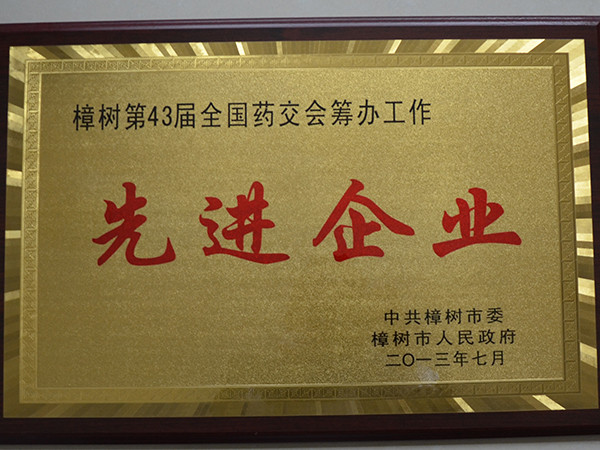 樟树第43届全国药交会筹办工作
先进企业
中共樟树市委
樟树市人民政府
二〇一三年七月